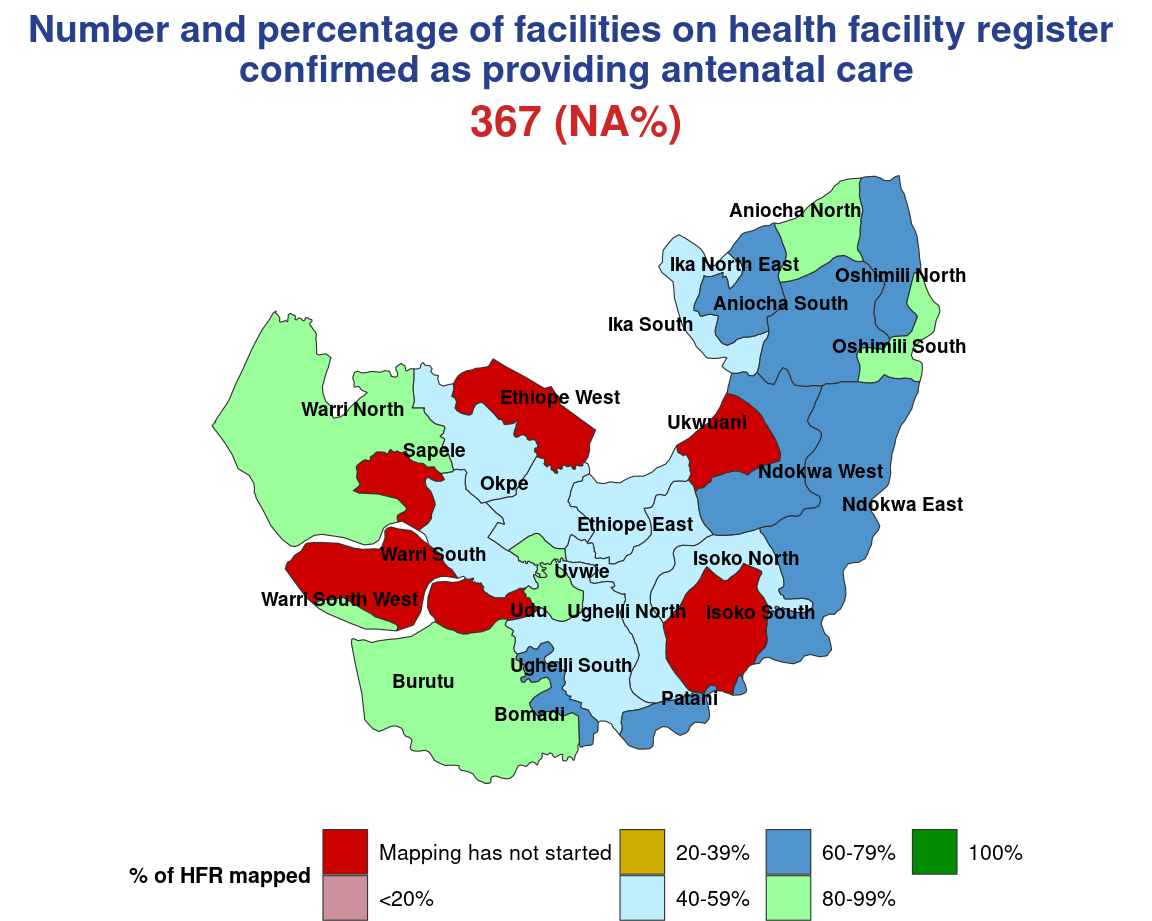 Number and percentage of facilities on health facility register
confirmed as providing antenatal care
367 (NA%)
Aniocha North
Ika North East
Oshimili North
Aniocha South
Ika South
Oshimili South
Ethiope West
Warri North
Ukwuani
Sapele
Ndokwa West
Okpe
Ndokwa East
Ethiope East
Warri South
Isoko North
Uvwie
Warri South West
Udu
Ughelli North
Isoko South
Ughelli South
Burutu
Patani
Bomadi
% of HFR mapped
Mapping has not started
<20%
20-39%
40-59%
60-79%
80-99%
100%